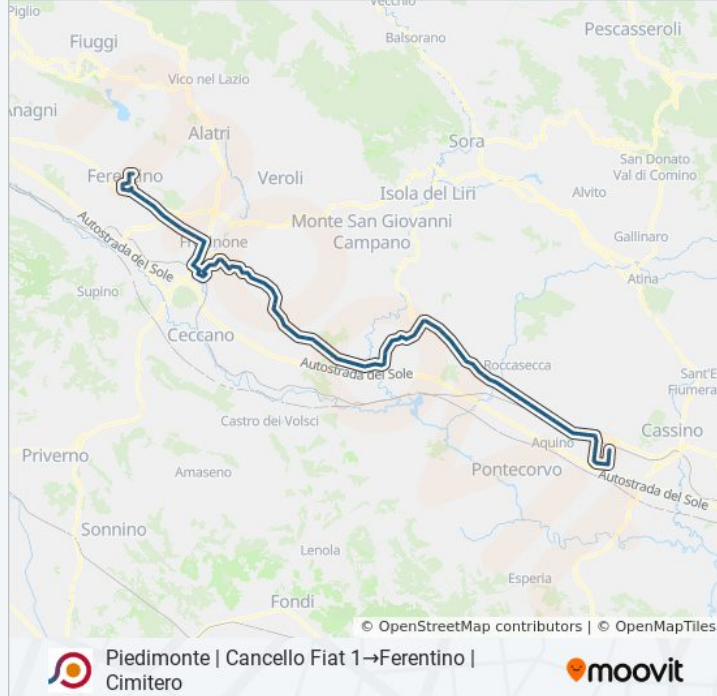 Vecchio
Piglio
Fiuggi
Balsorano
Pescasseroli
Vico nel Lazio
Anagni
Alatri
Sora
San Donato
Val di Comino
Ferentino
Veroli
Isola del Liri
Alvito
Monte San Giovanni
Campano
Gallinaro
Frosinone
Autostrada del Sole
Atina
Supino
Ceccano
Autostrada del Sole
Roccasecca
Sant'E
Fiumera
Castro dei Volsci
Cassino
Aquino
Priverno
Amaseno
Pontecorvo
Autostrada del Sole
Sonnino
Lenola
Esperia
Fondi
© OpenStreetMap contributors | © OpenMapTiles
Piedimonte | Cancello Fiat 1→Ferentino |
Cimitero
moovit